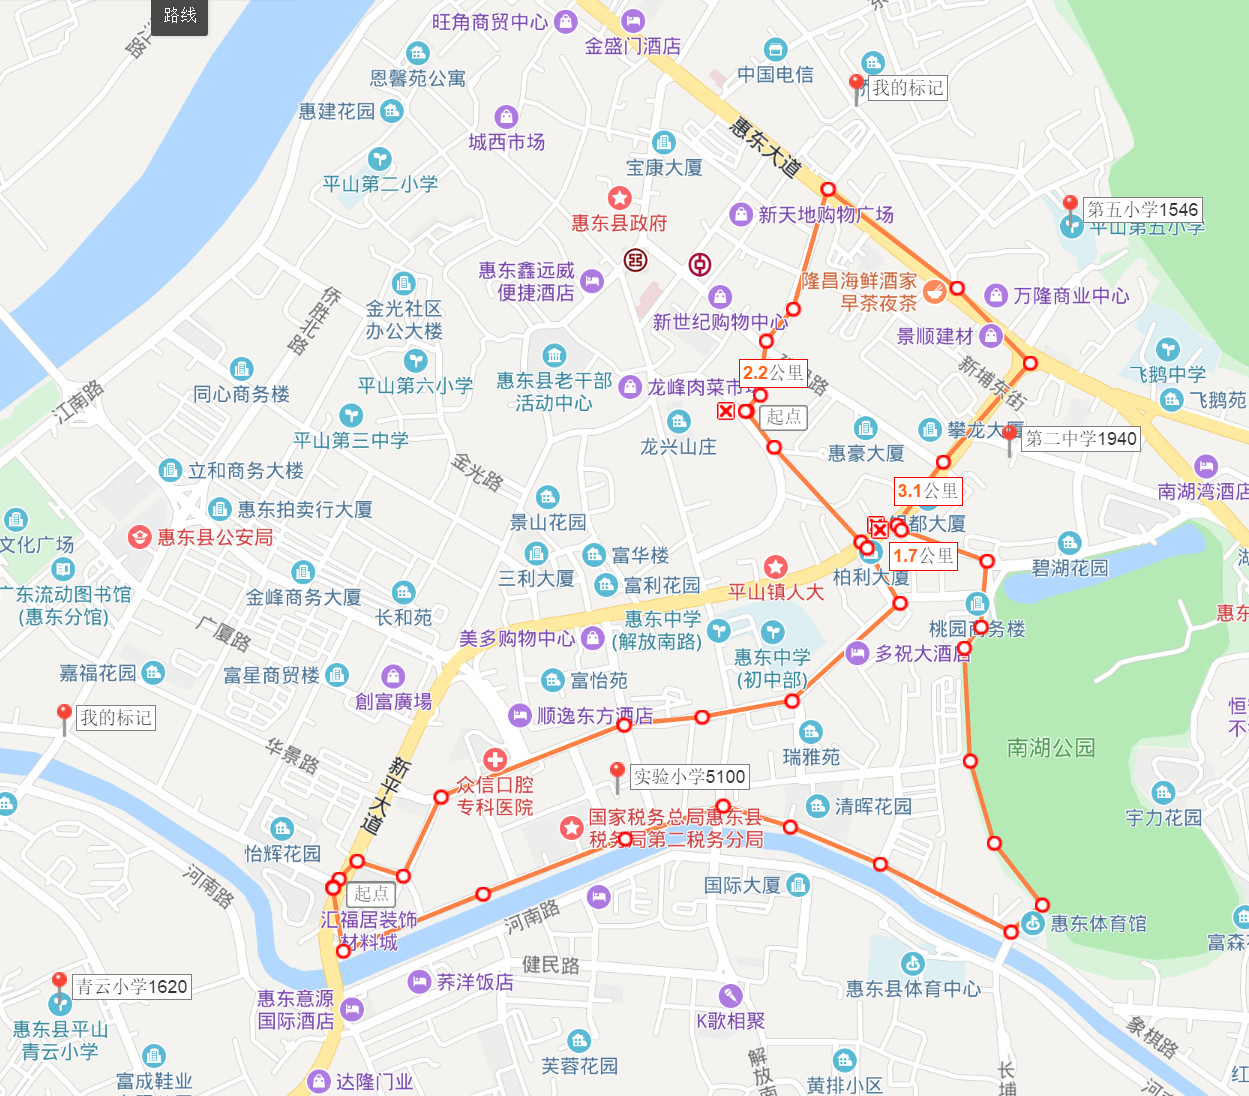 路线
旺角商贸中心
金盛门酒店
中国电信
恩馨苑公寓
我的标记
惠建花园
城西市场
惠东大道
宝康大厦
平山第二小学
惠东县政府
新天地购物广场
第五小学1546
平山第五小学
惠东鑫远威
便捷酒店
隆昌海鲜酒家
早茶夜茶
万隆商业中心
金光社区
办公大楼
侨胜北路
新世纪购物中心
景顺建材
飞鹅中学
同心商务楼
平山第六小学
惠东县老干部
活动中心
2.2公里
龙峰肉菜市场
新埔东街
飞鹅苑
江南路
起点
平山第三中学
龙兴山庄
惠豪大厦
攀龙大厦
第二中学1940
立和商务大楼
金光路
3.1公里
南湖湾酒店
惠东拍卖行大厦
景山花园
都大厦
文化广场
惠东县公安局
富华楼
1.7公里
碧湖花园
三利大厦
柏利大厦
广东流动图书馆
(惠东分馆)
金峰商务大厦
富利花园
平山镇人大
长和苑
惠东中学
(解放南路)
桃园商务楼
广厦路
美多购物中心
惠东中学
(初中部)
多祝大酒店
嘉福花园
富星商贸楼
富怡苑
創富廣場
我的标记
顺逸东方酒店
南湖公园
华景路
瑞雅苑
新平大道
众信口腔
专科医院
实验小学5100
国家税务总局惠东县
税务局第二税务分局
清晖花园
宇力花园
怡辉花园
河南路
起点
国际大厦
汇福居装饰
材料城
河南路
惠东体育馆
健民路
青云小学1620
荞洋饭店
惠东县体育中心
惠东意源
国际酒店
K歌相聚
惠东县平山
青云小学
象棋路
芙蓉花园
富成鞋业
达隆门业
解放南
黄排小区
长埔
河南